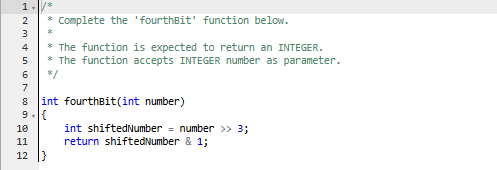 1 /*
2  * Complete the 'fourthBit' function below.
3  *
4  * The function is expected to return an INTEGER.
5  * The function accepts INTEGER number as parameter.
6  */
7
8 int fourthBit(int number)
9 {
10     int shiftedNumber = number >> 3;
11     return shiftedNumber & 1;
12 }